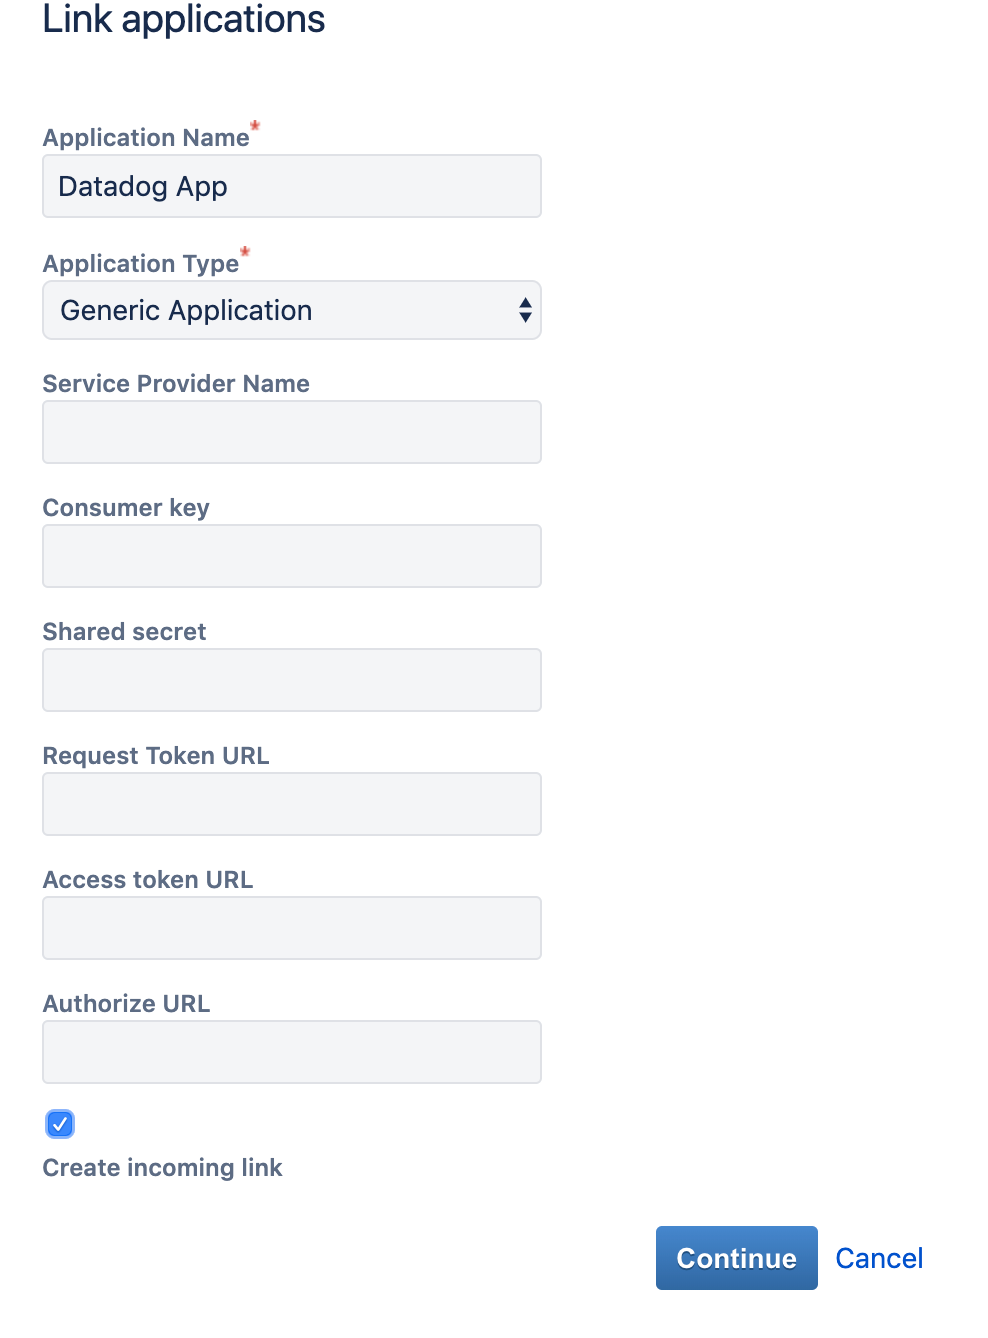 Link applications
Application Name*
Datadog App
Application Type*
Generic Application
Service Provider Name
Consumer key
Shared secret
Request Token URL
Access token URL
Authorize URL
Create incoming link
Continue Cancel